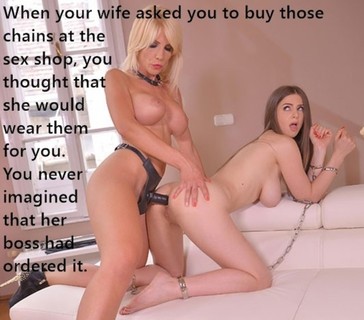 When your wife asked you to buy those
chains at the
sex shop, you
thought that
she would
wear them
for you.
You never
imagined
that her
boss had
ordered it.